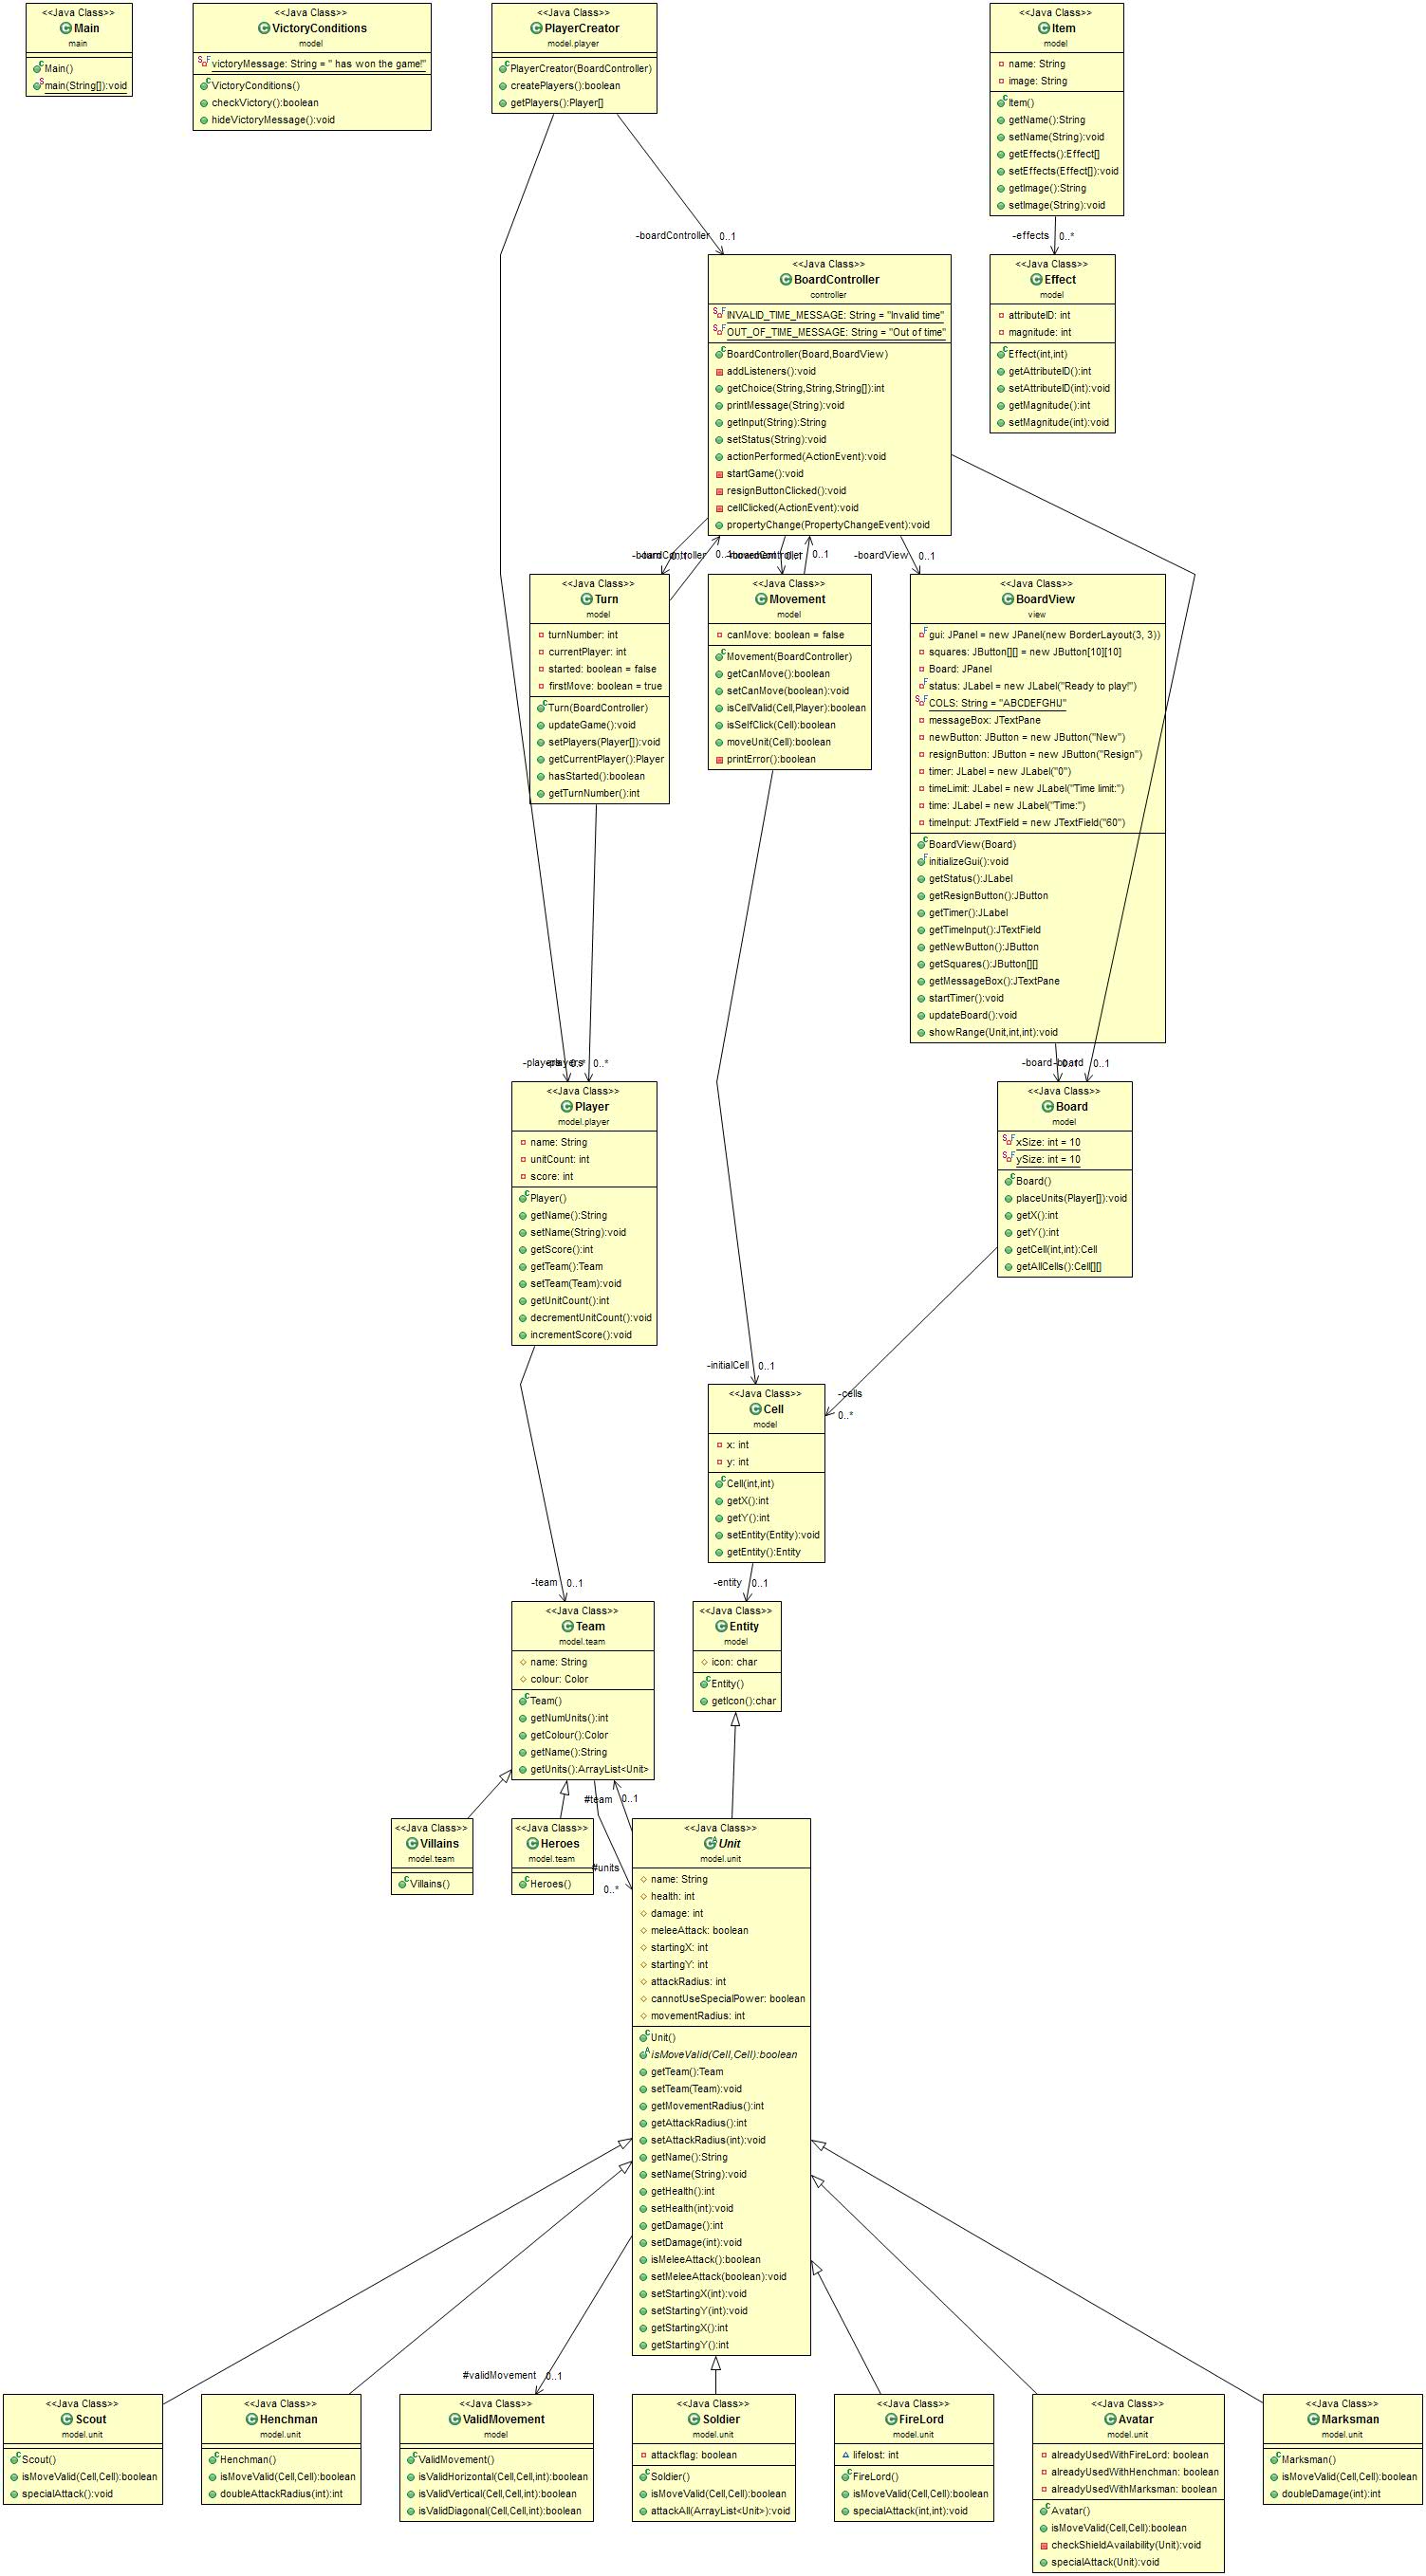 <<Java Class>>
Main
main
Main()
main(String[]):void
<<Java Class>>
VictoryConditions
model
victoryMessage: String = " has won the game!"
VictoryConditions()
checkVictory():boolean
hideVictoryMessage():void
<<Java Class>>
PlayerCreator
model.player
PlayerCreator(BoardController)
createPlayers():boolean
getPlayers():Player[]
<<Java Class>>
Item
model
name: String
image: String
Item()
getName():String
setName(String):void
getEffects():Effect[]
setEffects(Effect[]):void
getImage():String
setImage(String):void
-boardController 0..1
-effects 0..*
<<Java Class>>
BoardController
controller
INVALID_TIME_MESSAGE: String = "Invalid time"
OUT_OF_TIME_MESSAGE: String = "Out of time"
BoardController(Board,BoardView)
addListeners():void
getChoice(String,String,String[]):int
printMessage(String):void
getInput(String):String
setStatus(String):void
actionPerformed(ActionEvent):void
startGame():void
resignButtonClicked():void
cellClicked(ActionEvent):void
propertyChange(PropertyChangeEvent):void
<<Java Class>>
Effect
model
attributeID: int
magnitude: int
Effect(int,int)
getAttributeID():int
setAttributeID(int):void
getMagnitude():int
setMagnitude(int):void
0..1
-boardView 0..1
<<Java Class>>
Turn
model
turnNumber: int
currentPlayer: int
started: boolean = false
firstMove: boolean = true
Turn(BoardController)
updateGame():void
setPlayers(Player[]):void
getCurrentPlayer():Player
hasStarted():boolean
getTurnNumber():int
<<Java Class>>
Movement
model
canMove: boolean = false
Movement(BoardController)
getCanMove():boolean
setCanMove(boolean):void
isCellValid(Cell,Player):boolean
isSelfClick(Cell):boolean
moveUnit(Cell):boolean
printError():boolean
<<Java Class>>
BoardView
view
gui: JPanel = new JPanel(new BorderLayout(3, 3))
squares: JButton[][] = new JButton[10][10]
Board: JPanel
status: JLabel = new JLabel("Ready to play!")
COLS: String = "ABCDEFGHIJ"
messageBox: JTextPane
newButton: JButton = new JButton("New")
resignButton: JButton = new JButton("Resign")
timer: JLabel = new JLabel("0")
timeLimit: JLabel = new JLabel("Time limit:")
time: JLabel = new JLabel("Time:")
timeInput: JTextField = new JTextField("60")
BoardView(Board)
initializeGui():void
getStatus():JLabel
getResignButton():JButton
getTimer():JLabel
getTimeInput():JTextField
getNewButton():JButton
getSquares():JButton[][]
getMessageBox():JTextPane
startTimer():void
updateBoard():void
showRange(Unit,int,int):void
-players 0..*
-board 0..1
<<Java Class>>
Player
model.player
name: String
unitCount: int
score: int
Player()
getName():String
setName(String):void
getScore():int
getTeam():Team
setTeam(Team):void
getUnitCount():int
decrementUnitCount():void
incrementScore():void
<<Java Class>>
Board
model
xSize: int = 10
ySize: int = 10
Board()
placeUnits(Player[]):void
getX():int
getY():int
getCell(int,int):Cell
getAllCells():Cell[][]
-initialCell 0..1
-cells
0..*
<<Java Class>>
Cell
model
x: int
y: int
Cell(int,int)
getX():int
getY():int
setEntity(Entity):void
getEntity():Entity
-team 0..1
-entity 0..1
<<Java Class>>
Team
model.team
name: String
colour: Color
Team()
getNumUnits():int
getColour():Color
getName():String
getUnits():ArrayList<Unit>
<<Java Class>>
Entity
model
icon: char
Entity()
getIcon():char
#team 0..1
<<Java Class>>
Villains
model.team
Villains()
<<Java Class>>
Heroes
model.team
Heroes()
#units
0..*
<<Java Class>>
Unit
model.unit
name: String
health: int
damage: int
meleeAttack: boolean
startingX: int
startingY: int
attackRadius: int
cannotUseSpecialPower: boolean
movementRadius: int
Unit()
isMoveValid(Cell,Cell):boolean
getTeam():Team
setTeam(Team):void
getMovementRadius():int
getAttackRadius():int
setAttackRadius(int):void
getName():String
setName(String):void
getHealth():int
setHealth(int):void
getDamage():int
setDamage(int):void
isMeleeAttack():boolean
setMeleeAttack(boolean):void
setStartingX(int):void
setStartingY(int):void
getStartingX():int
getStartingY():int
#validMovement 0..1
<<Java Class>>
Scout
model.unit
Scout()
isMoveValid(Cell,Cell):boolean
specialAttack():void
<<Java Class>>
Henchman
model.unit
Henchman()
isMoveValid(Cell,Cell):boolean
doubleAttackRadius(int):int
<<Java Class>>
ValidMovement
model.unit
ValidMovement()
isValidHorizontal(Cell,Cell,int):boolean
isValidVertical(Cell,Cell,int):boolean
isValidDiagonal(Cell,Cell,int):boolean
<<Java Class>>
Soldier
model.unit
attackflag: boolean
Soldier()
isMoveValid(Cell,Cell):boolean
attackAll(ArrayList<Unit>):void
<<Java Class>>
FireLord
model.unit
lifelost: int
FireLord()
isMoveValid(Cell,Cell):boolean
specialAttack(int,int):void
<<Java Class>>
Avatar
model.unit
alreadyUsedWithFireLord: boolean
alreadyUsedWithHenchman: boolean
alreadyUsedWithMarksman: boolean
Avatar()
isMoveValid(Cell,Cell):boolean
checkShieldAvailability(Unit):void
specialAttack(Unit):void
<<Java Class>>
Marksman
model.unit
Marksman()
isMoveValid(Cell,Cell):boolean
doubleDamage(int):int